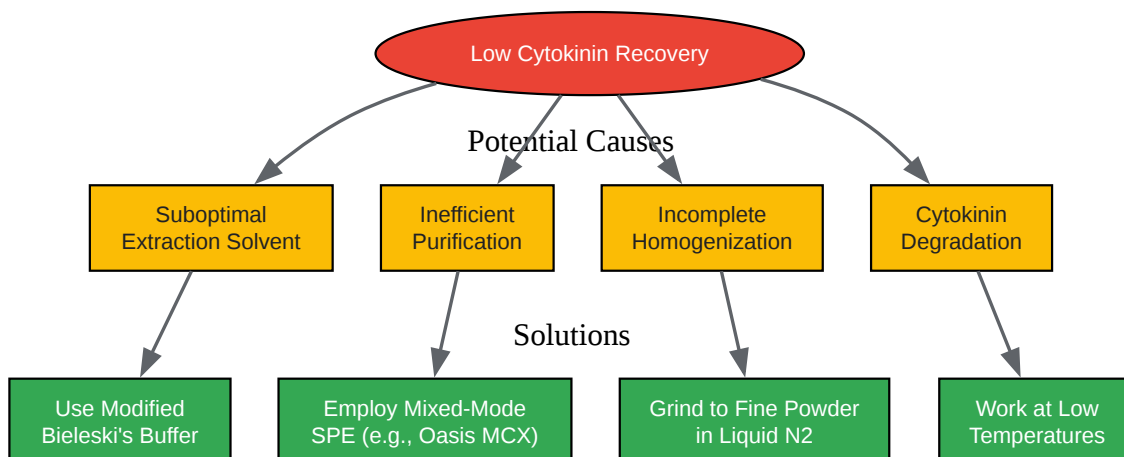 Low Cytokinin Recovery
Potential Causes
Suboptimal
Extraction Solvent
Inefficient
Purification
Incomplete
Homogenization
Cytokinin
Degradation
Solutions
Use Modified
Bieleski's Buffer
Employ Mixed-Mode
SPE (e.g., Oasis MCX)
Grind to Fine Powder
in Liquid N2
Work at Low
Temperatures